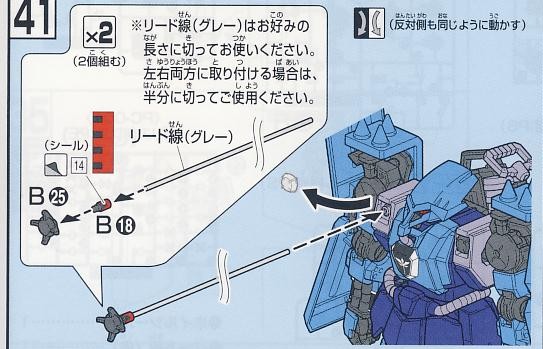 41
×2
(2個組む)
※リード線(グレー)はお好みの
長さに切ってお使いください。
左右両方に取り付ける場合は、
半分に切ってご使用ください。
(反対側も同じように動かす)
リード線(グレー)
(シール)
14
B25
B18